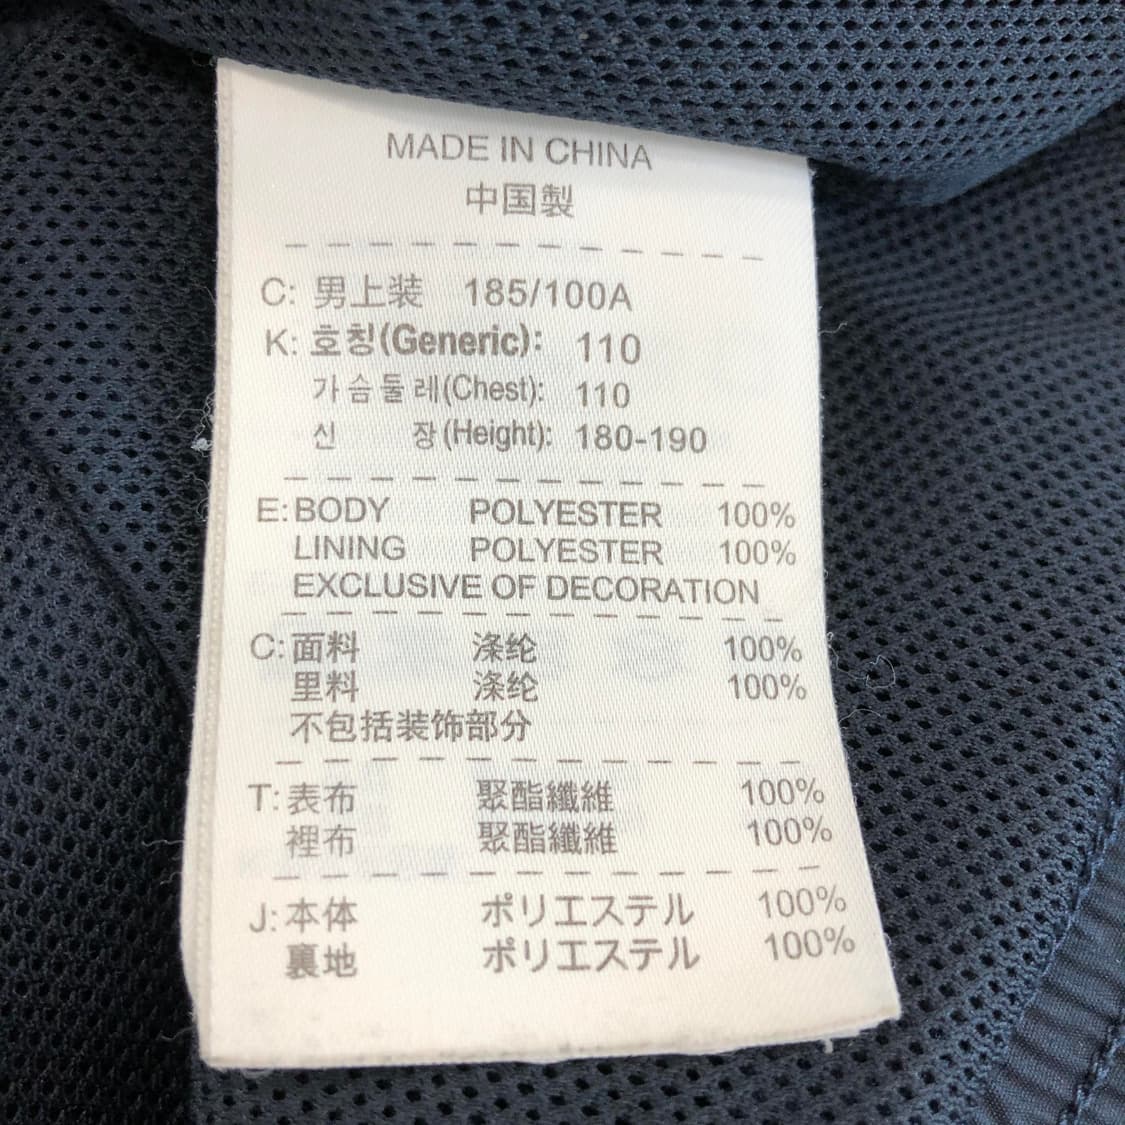 MADE IN CHINA
中国製
C: 男上装 185/100A
K: 호칭(Generic): 110
가슴둘레(Chest): 110
신 장(Height): 180-190
E: BODY POLYESTER 100%
LINING POLYESTER 100%
EXCLUSIVE OF DECORATION
C: 面料 涤纶 100%
里料 涤纶 100%
不包括装饰部分
T: 表布 聚酯纖維 100%
裡布 聚酯纖維 100%
J: 本体 ポリエステル 100%
裏地 ポリエステル 100%